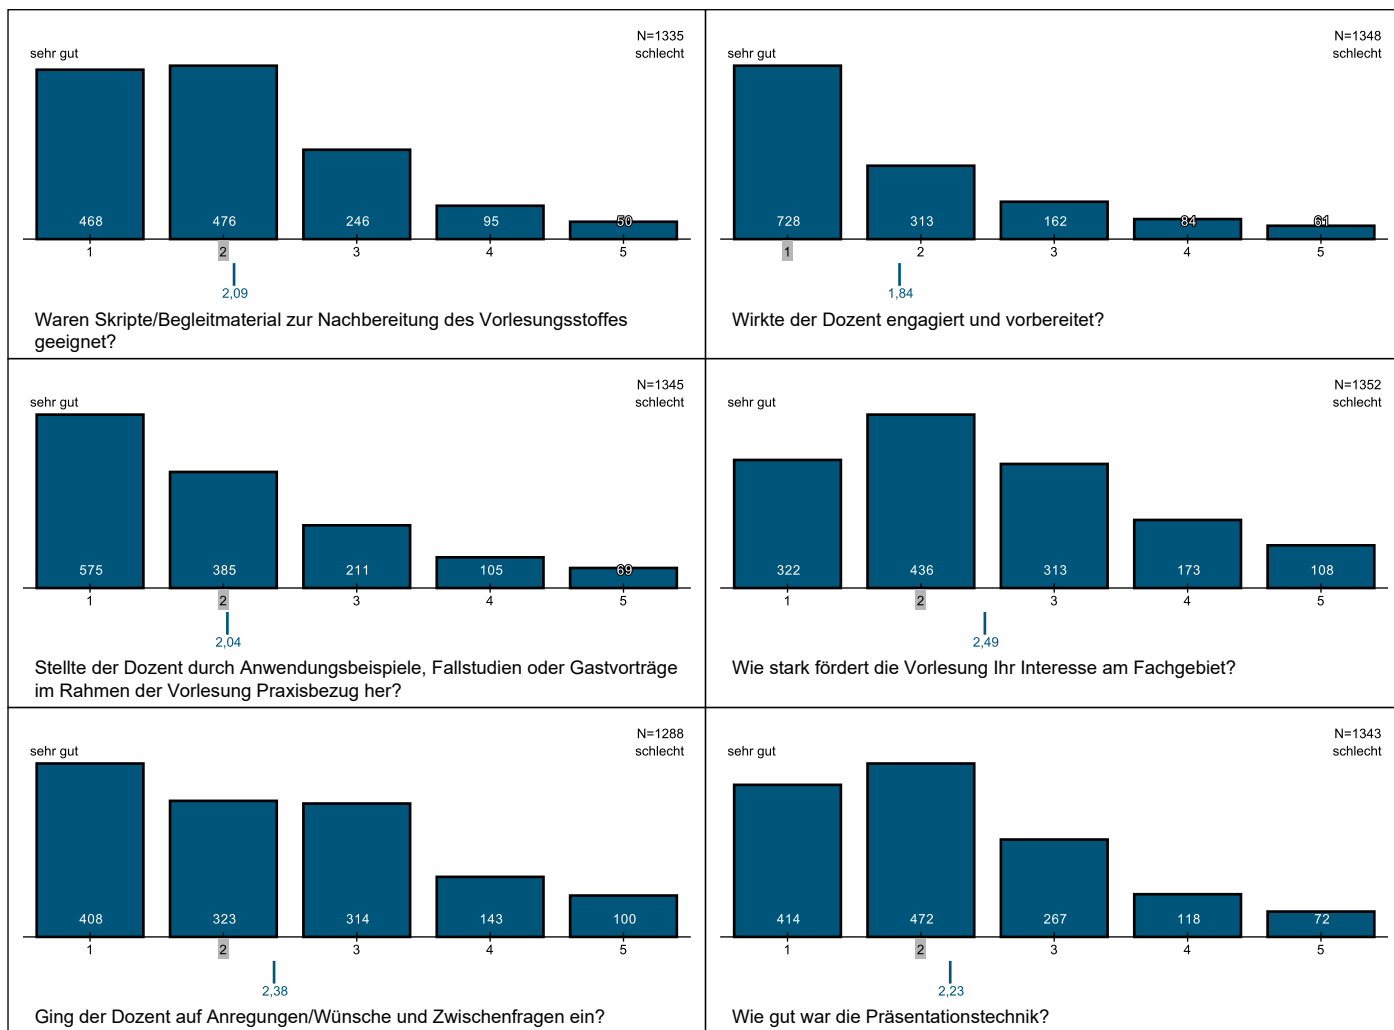 N=1335
sehr gut schlecht
468 476 246 95 50
1 2 3 4 5
2,09
Waren Skripte/Begleitmaterial zur Nachbereitung des Vorlesungsstoffes
geeignet?
N=1348
sehr gut schlecht
728 313 162 84 61
1 2 3 4 5
1,84
Wirkte der Dozent engagiert und vorbereitet?
N=1345
sehr gut schlecht
575 385 211 105 69
1 2 3 4 5
2,04
Stellte der Dozent durch Anwendungsbeispiele, Fallstudien oder Gastvorträge
im Rahmen der Vorlesung Praxisbezug her?
N=1352
sehr gut schlecht
322 436 313 173 108
1 2 3 4 5
2,49
Wie stark fördert die Vorlesung Ihr Interesse am Fachgebiet?
N=1288
sehr gut schlecht
408 323 314 143 100
1 2 3 4 5
2,38
Ging der Dozent auf Anregungen/Wünsche und Zwischenfragen ein?
N=1343
sehr gut schlecht
414 472 267 118 72
1 2 3 4 5
2,23
Wie gut war die Präsentationstechnik?